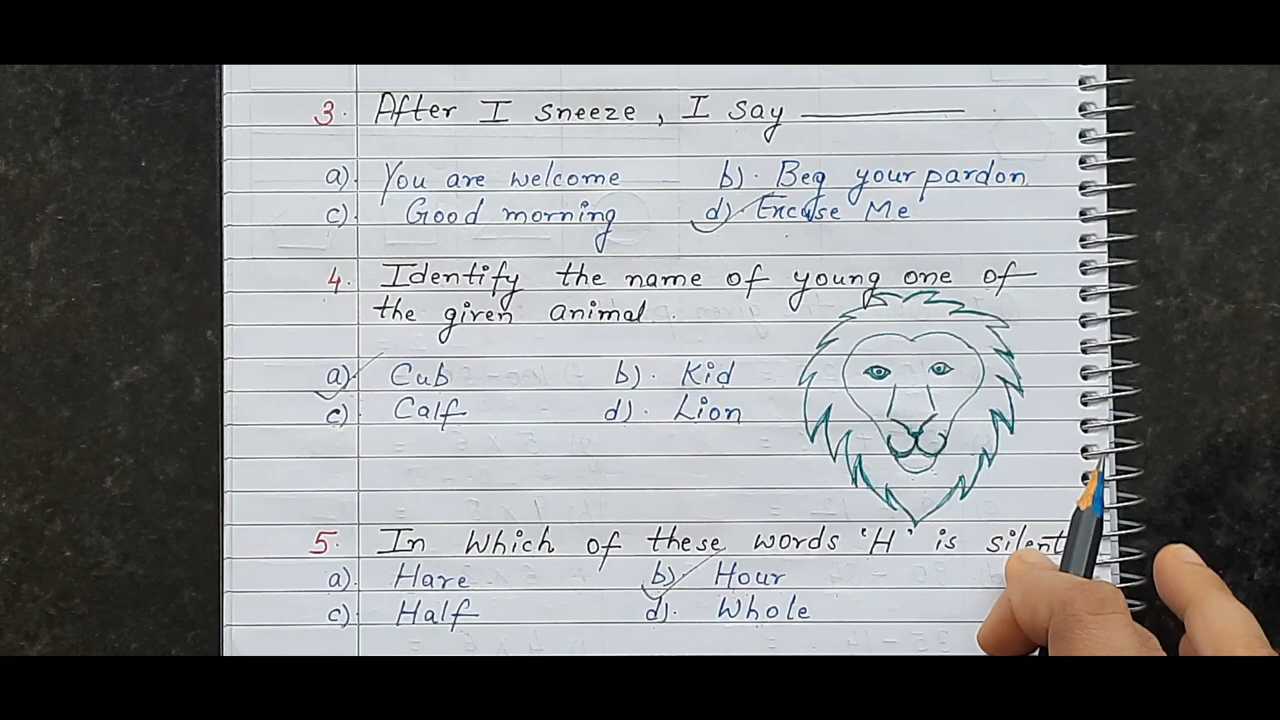 3. After I sneeze, I say ________.
a). You are welcome b). Beg your pardon.
c). Good morning d). Excuse Me
4. Identify the name of young one of
the given animal.
a). Cub b). Kid
c). Calf d). Lion
5. In which of these words 'H' is silent
a). Hare b). Hour
c). Half d). Whole